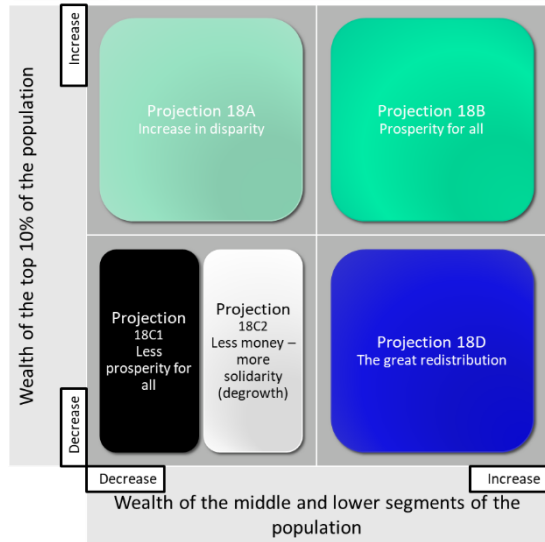 Wealth of the top 10% of the population
Increase
Decrease
Projection 18A
Increase in disparity
Projection 18B
Prosperity for all
Projection
18C1
Less
prosperity for
all
Projection
18C2
Less money –
more
solidarity
(degrowth)
Projection 18D
The great redistribution
Decrease
Increase
Wealth of the middle and lower segments of the
population